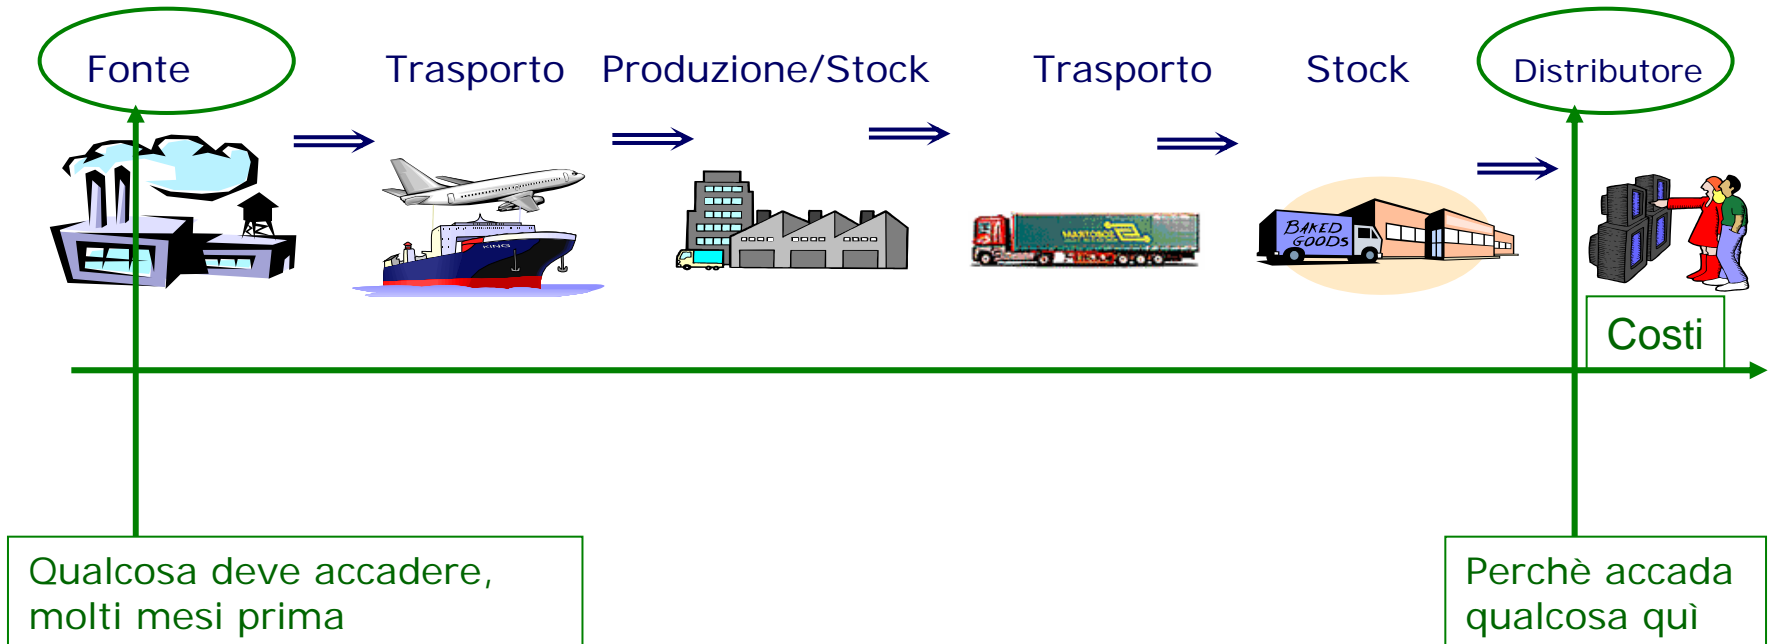 Fonte
Trasporto
Produzione/Stock
Trasporto
Stock
Distributore
KING
BAKED
GOODS
Costi
Qualcosa deve accadere,
molti mesi prima
Perchè accada
qualcosa quì